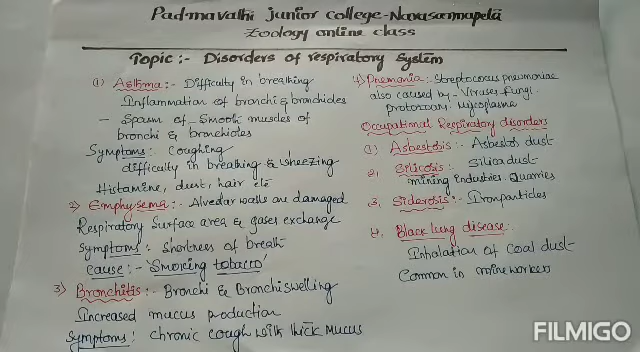 Padmavathi junior college-Narasannapeta
Zoology online class
Topic :- Disorders of respiratory System
1) Asthma :- Difficulty in breathing
Inflammation of bronchi & bronchioles
- Spasm of Smooth muscles of
bronchi & bronchioles
Symptoms: Coughing
difficulty in breathing & wheezing
Histamine, dust, hair etc
2) Emphysema :- Alveolar walls are damaged
Respiratory Surface area & gases exchange
Symptoms : Shortness of breath
cause :- 'Smoking tobacco'
3) Bronchitis :- Bronchi & Bronchi swelling
Increased mucus production
Symptoms: chronic cough with thick Mucus
4) Pnemonia :- Streptococus pneumoniae
also caused by - Viruses - Fungi
protozoan. Mycoplasma
Occupational Respiratory disorders
1) Asbestosis :- Asbestos dust
2, Silicosis :- Silica dust
mining Industries. Quarries
3, Siderosis :- Iron particles
4. Black lung disease:-
Inhalation of Coal dust
Common in mine workers
FILMIGO